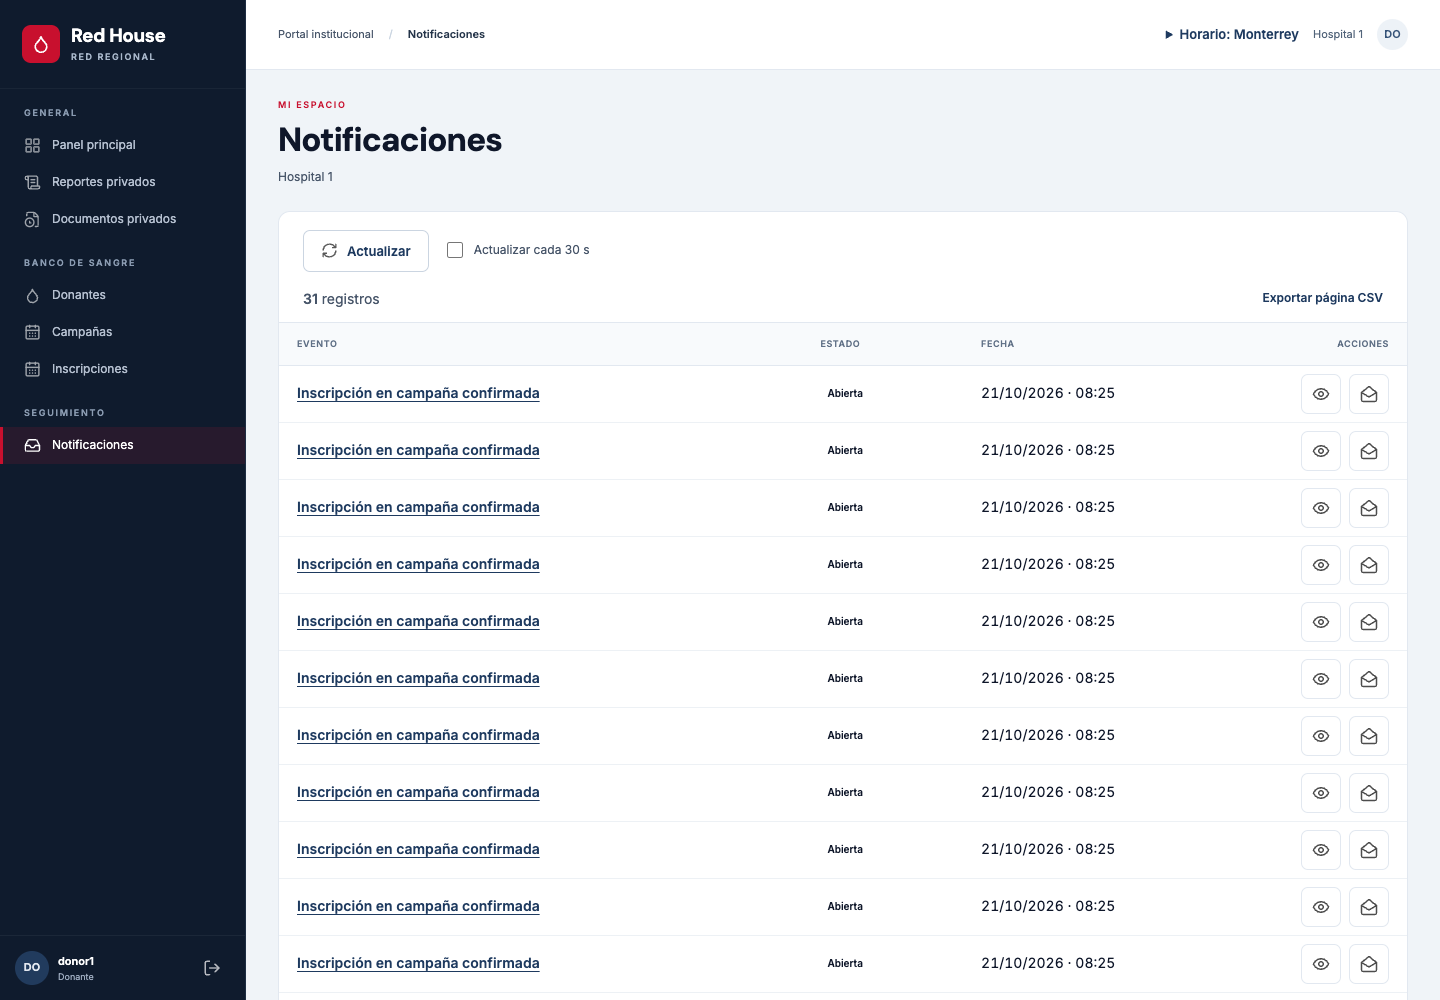 Red House
RED REGIONAL
GENERAL
Panel principal
Reportes privados
Documentos privados
BANCO DE SANGRE
Donantes
Campañas
Inscripciones
SEGUIMIENTO
Notificaciones
DO
donor1
Donante
Portal institucional / Notificaciones
Horario: Monterrey Hospital 1 DO
MI ESPACIO
Notificaciones
Hospital 1
Actualizar Actualizar cada 30 s
31 registros Exportar página CSV
EVENTO ESTADO FECHA ACCIONES
Inscripción en campaña confirmada Abierta 21/10/2026 · 08:25
Inscripción en campaña confirmada Abierta 21/10/2026 · 08:25
Inscripción en campaña confirmada Abierta 21/10/2026 · 08:25
Inscripción en campaña confirmada Abierta 21/10/2026 · 08:25
Inscripción en campaña confirmada Abierta 21/10/2026 · 08:25
Inscripción en campaña confirmada Abierta 21/10/2026 · 08:25
Inscripción en campaña confirmada Abierta 21/10/2026 · 08:25
Inscripción en campaña confirmada Abierta 21/10/2026 · 08:25
Inscripción en campaña confirmada Abierta 21/10/2026 · 08:25
Inscripción en campaña confirmada Abierta 21/10/2026 · 08:25
Inscripción en campaña confirmada Abierta 21/10/2026 · 08:25